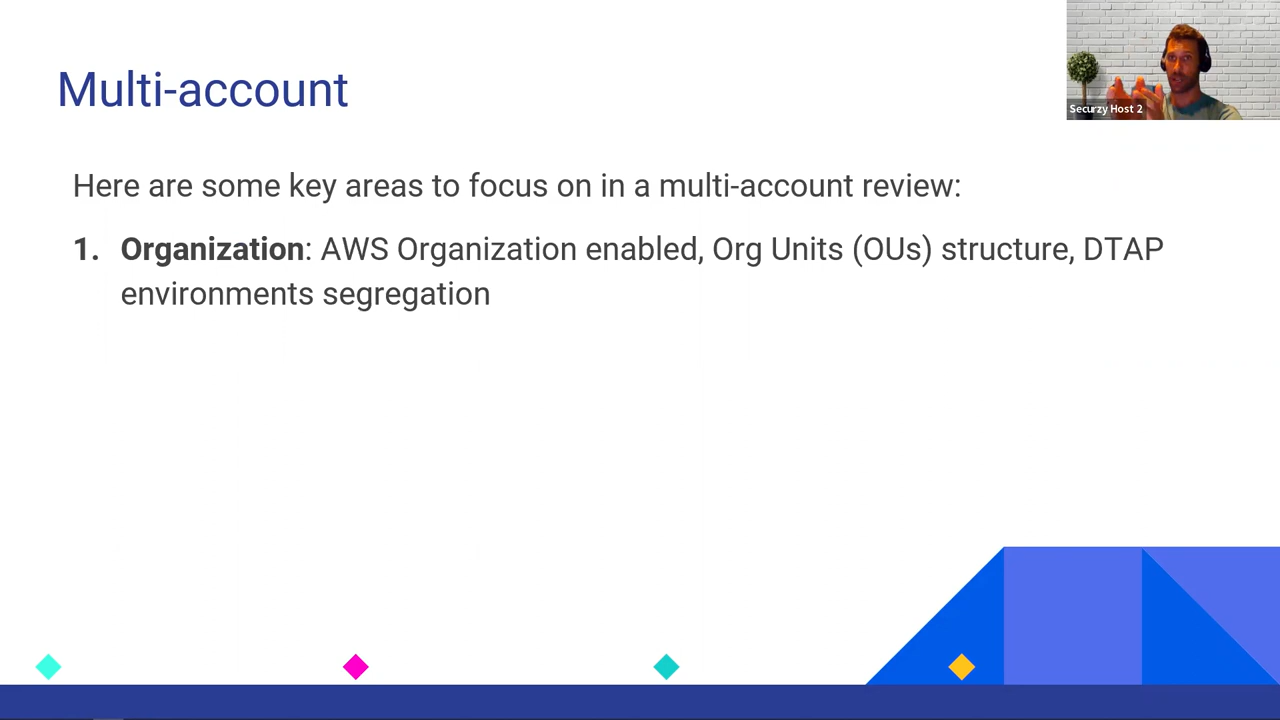 Multi-account
Securzy Host 2
Here are some key areas to focus on in a multi-account review:
1. Organization: AWS Organization enabled, Org Units (OUs) structure, DTAP
environments segregation